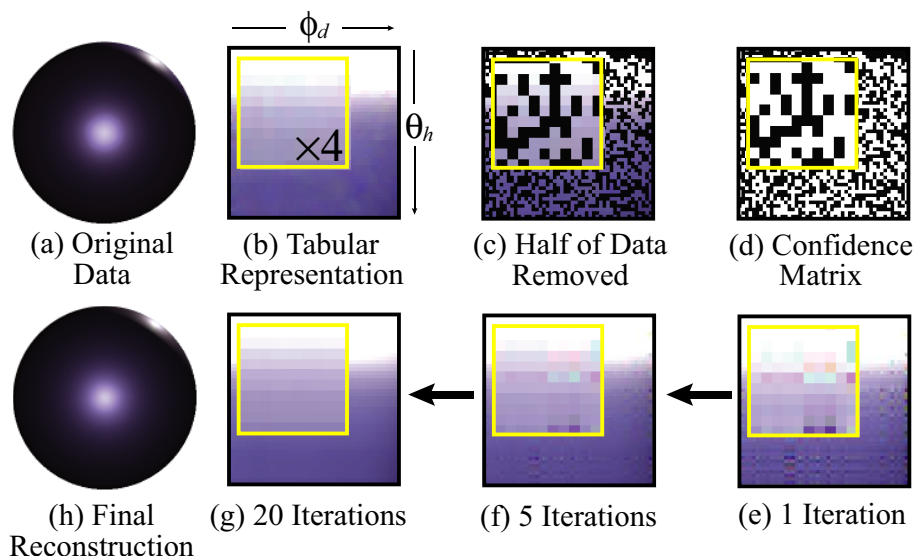 ϕd
θh
×4
(a) Original
Data
(b) Tabular
Representation
(c) Half of Data
Removed
(d) Confidence
Matrix
(h) Final
Reconstruction
(g) 20 Iterations
(f) 5 Iterations
(e) 1 Iteration